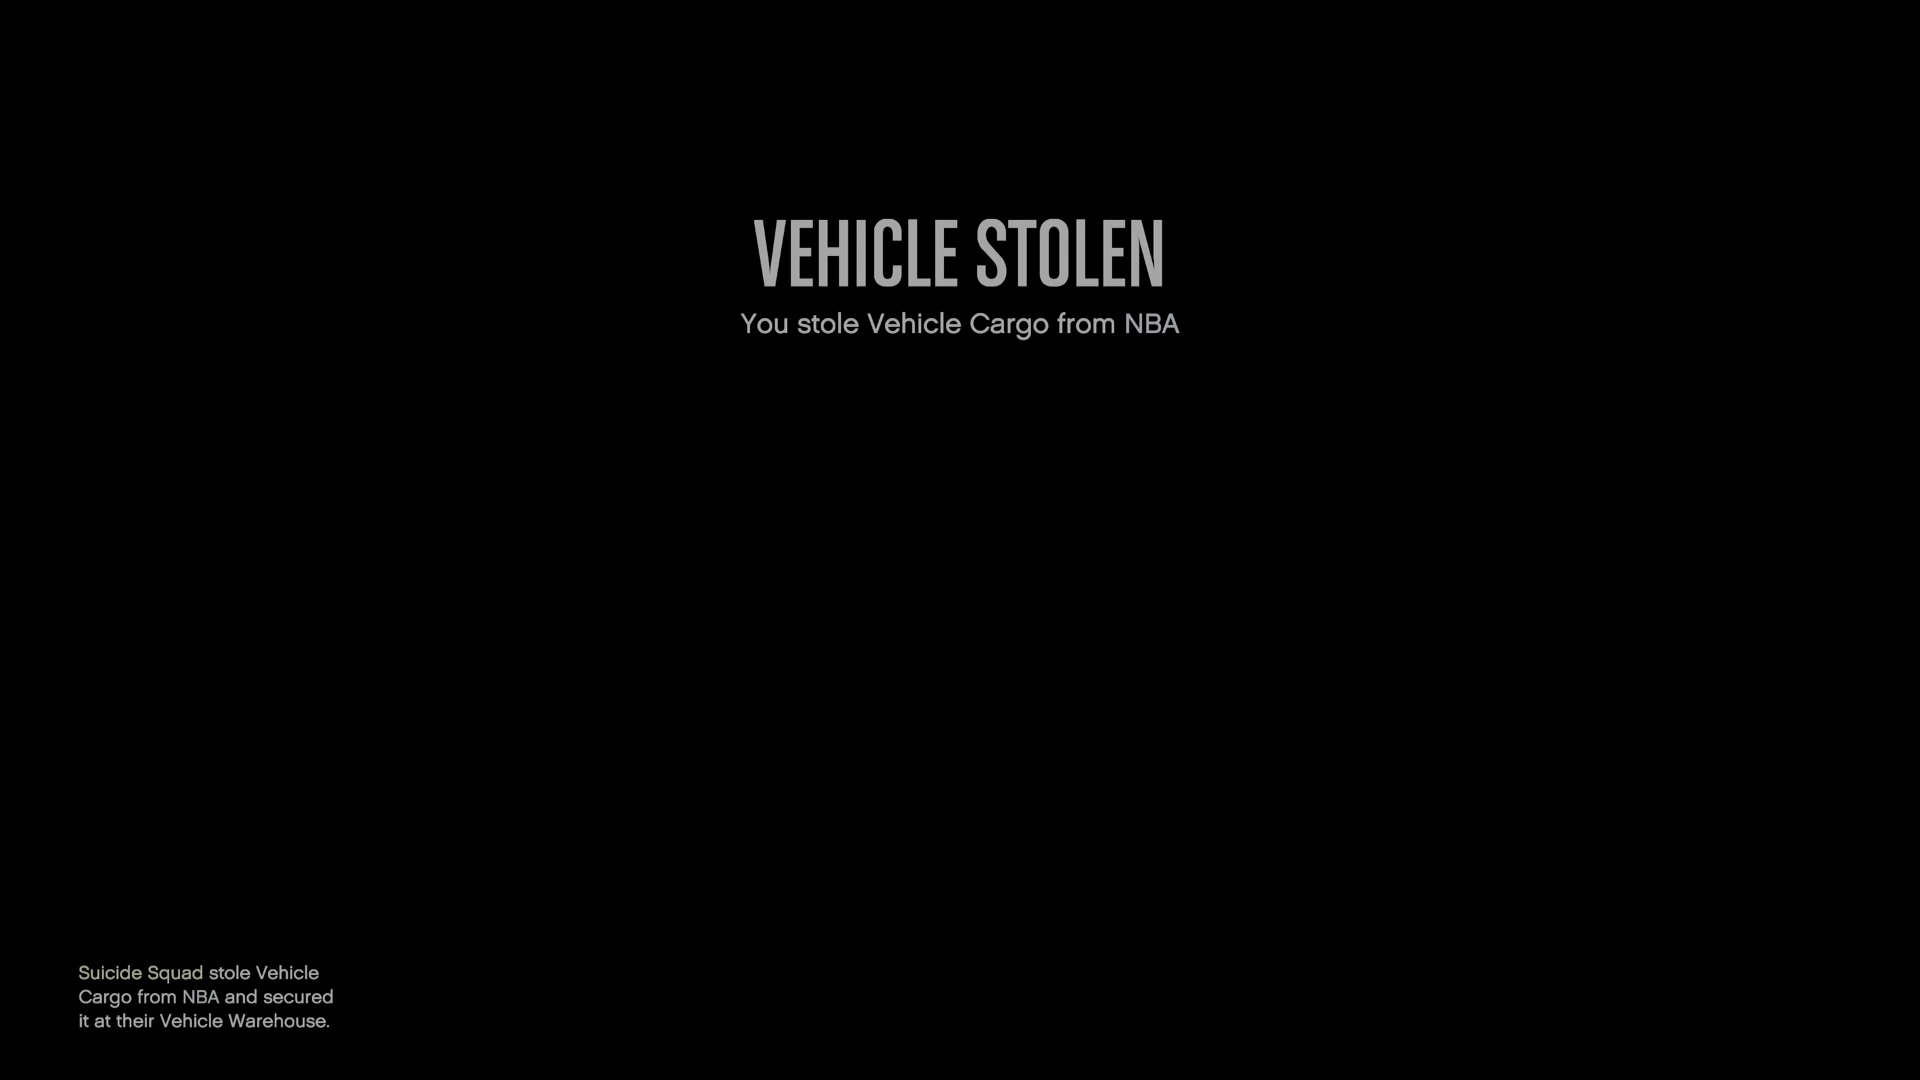 VEHICLE STOLEN
You stole Vehicle Cargo from NBA
Suicide Squad stole Vehicle
Cargo from NBA and secured
it at their Vehicle Warehouse.